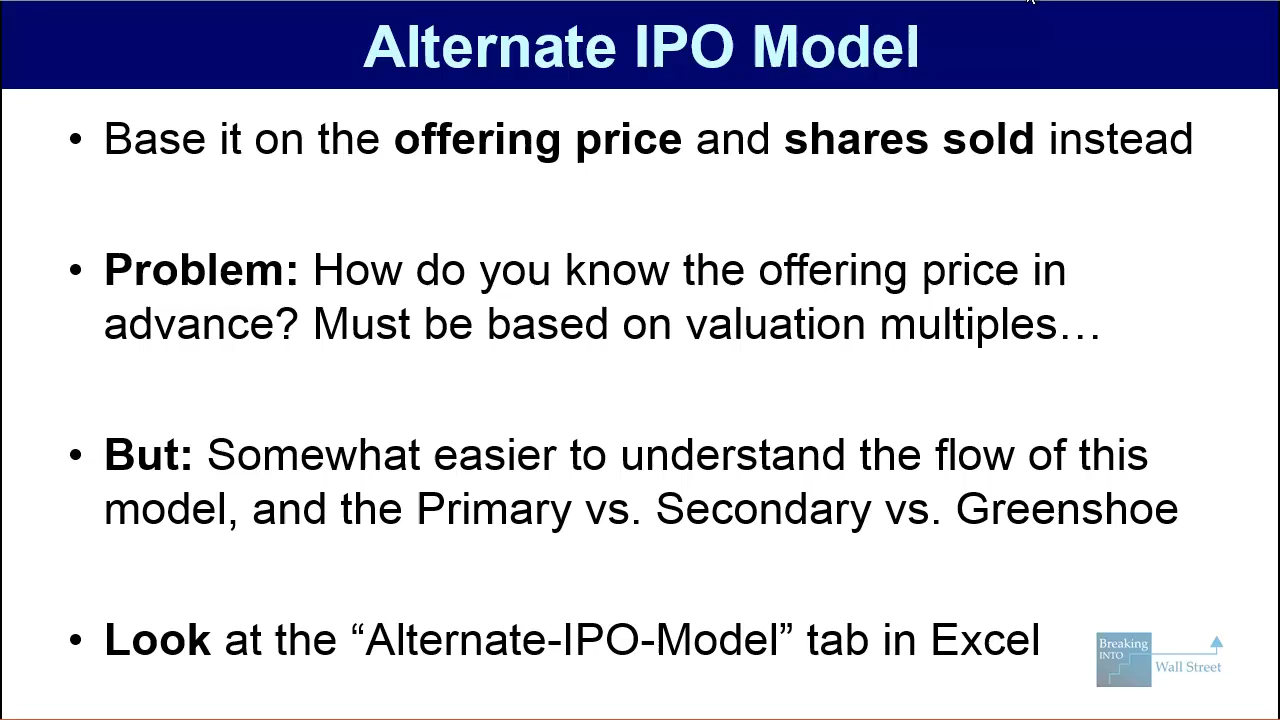 Alternate IPO Model
• Base it on the offering price and shares sold instead
• Problem: How do you know the offering price in
advance? Must be based on valuation multiples…
• But: Somewhat easier to understand the flow of this
model, and the Primary vs. Secondary vs. Greenshoe
• Look at the “Alternate-IPO-Model” tab in Excel
Breaking
INTO
Wall Street